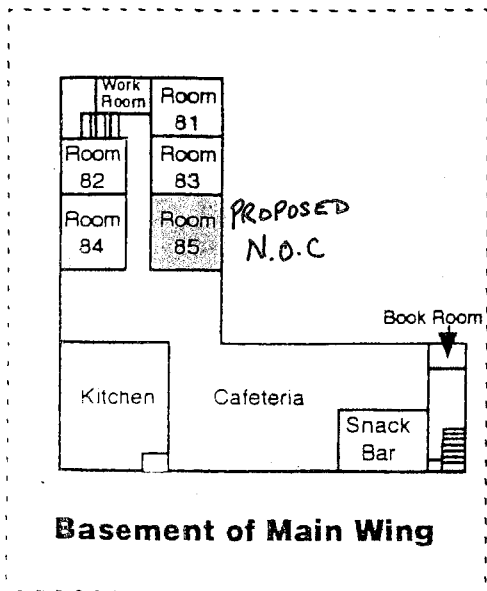 Work
Room
Room
81
Room
82
Room
83
Room
84
Room
85
PROPOSED
N.O.C
Book Room
Kitchen
Cafeteria
Snack
Bar
Basement of Main Wing